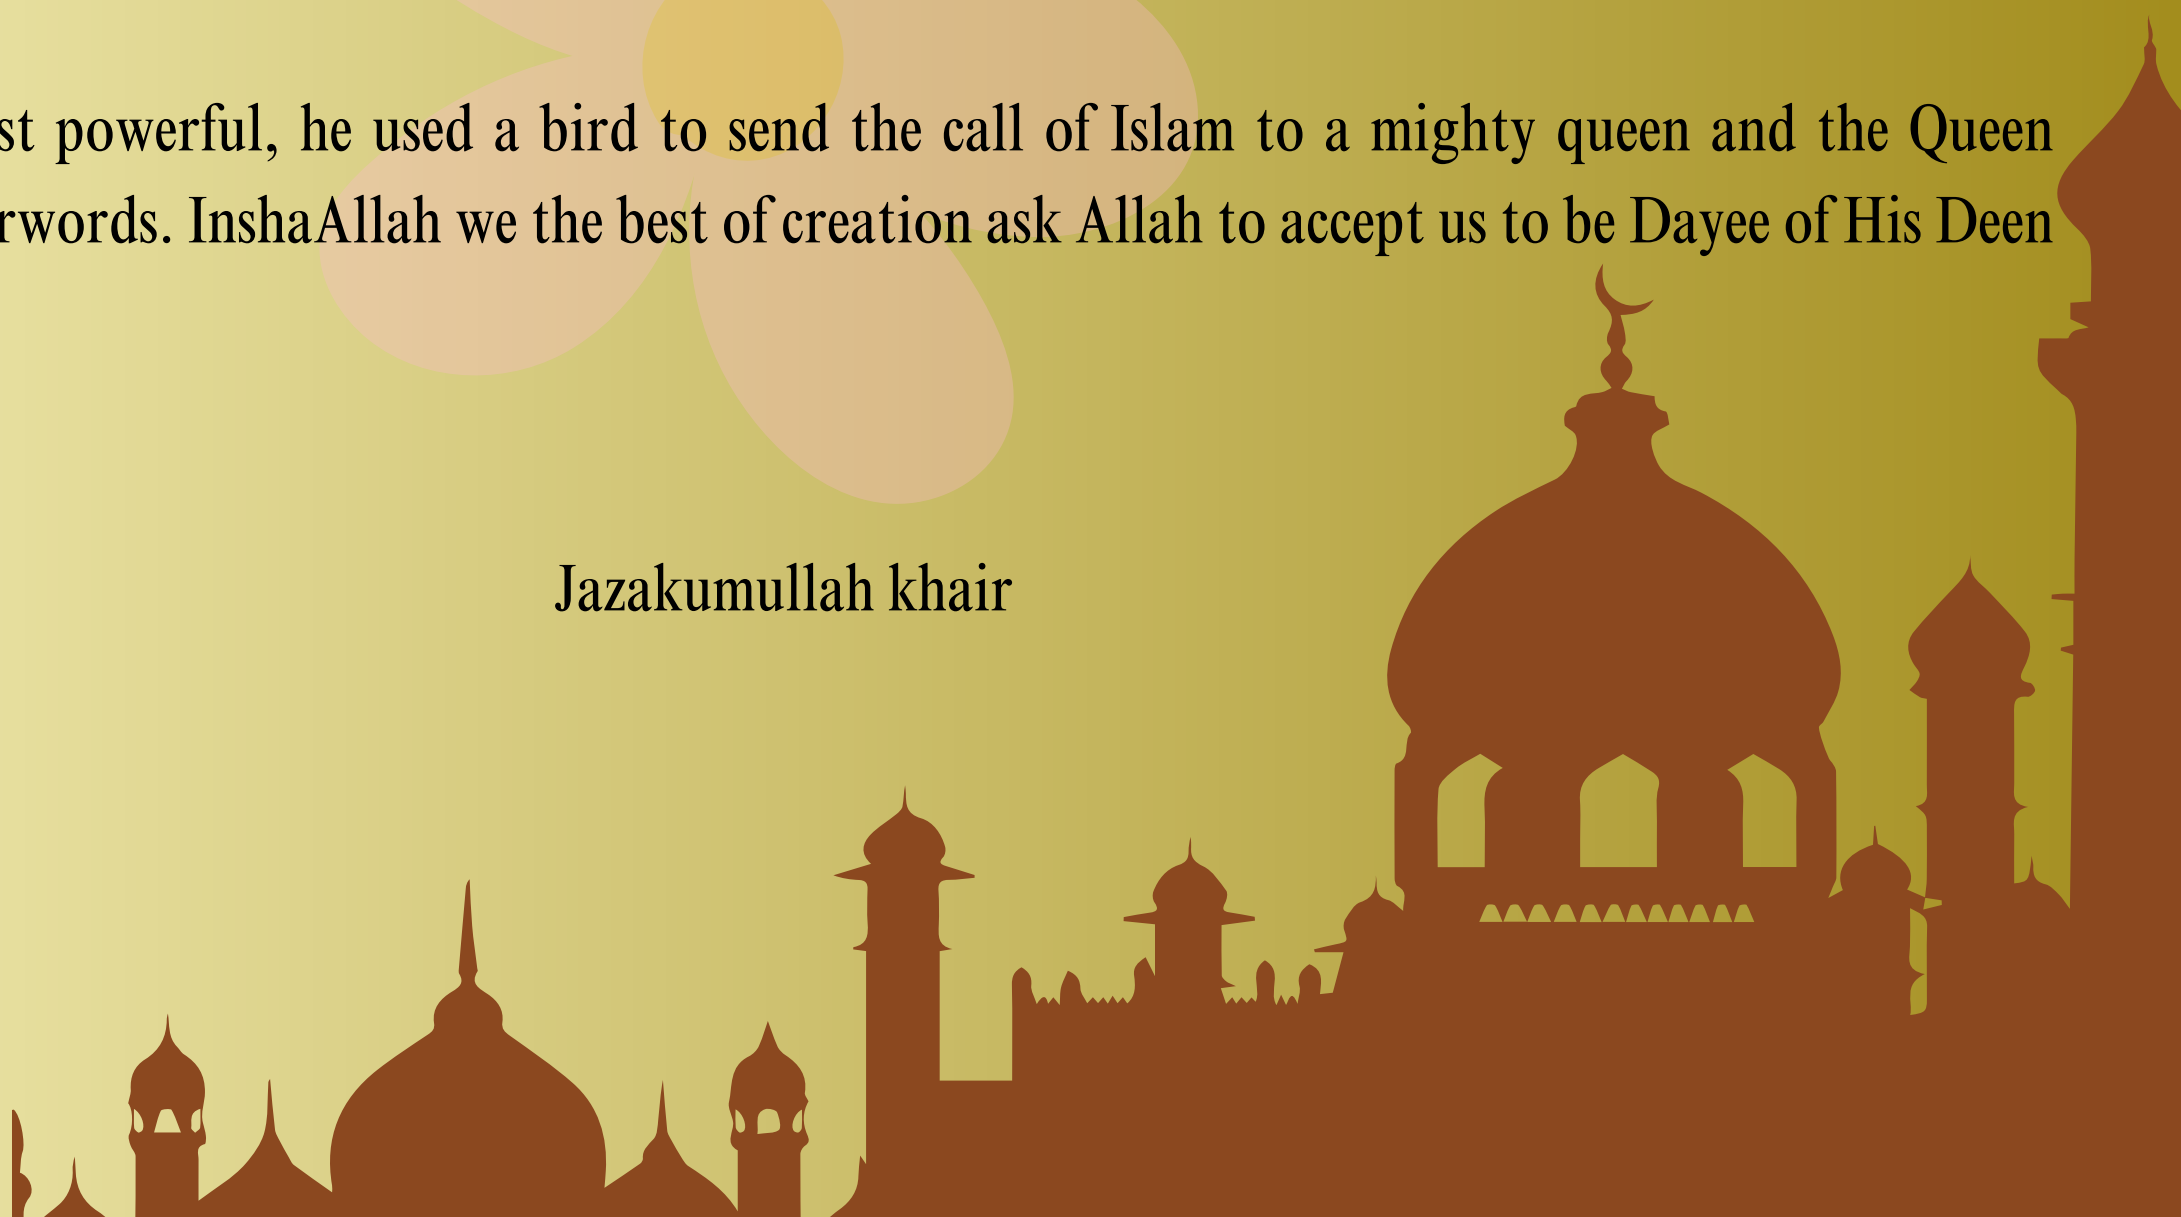 st powerful, he used a bird to send the call of Islam to a mighty queen and the Queen
rwords. InshaAllah we the best of creation ask Allah to accept us to be Dayee of His Deen
Jazakumullah khair